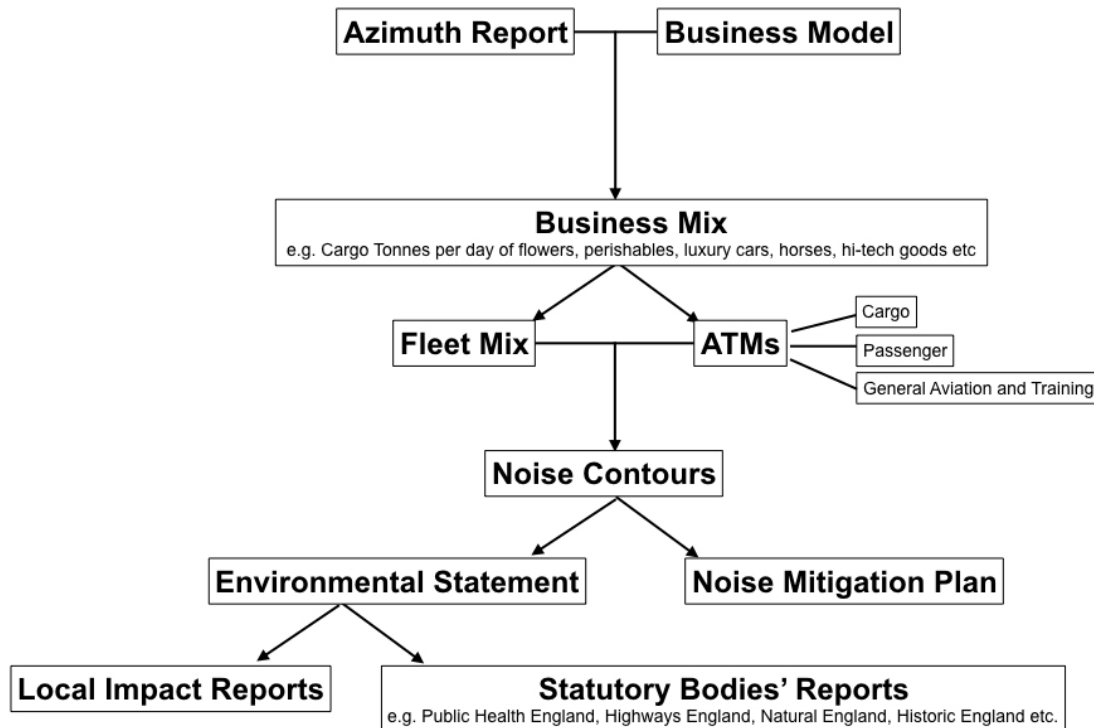 Azimuth Report
Business Model
Business Mix
e.g. Cargo Tonnes per day of flowers, perishables, luxury cars, horses, hi-tech goods etc
Fleet Mix
ATMs
Cargo
Passenger
General Aviation and Training
Noise Contours
Environmental Statement
Noise Mitigation Plan
Local Impact Reports
Statutory Bodies’ Reports
e.g. Public Health England, Highways England, Natural England, Historic England etc.